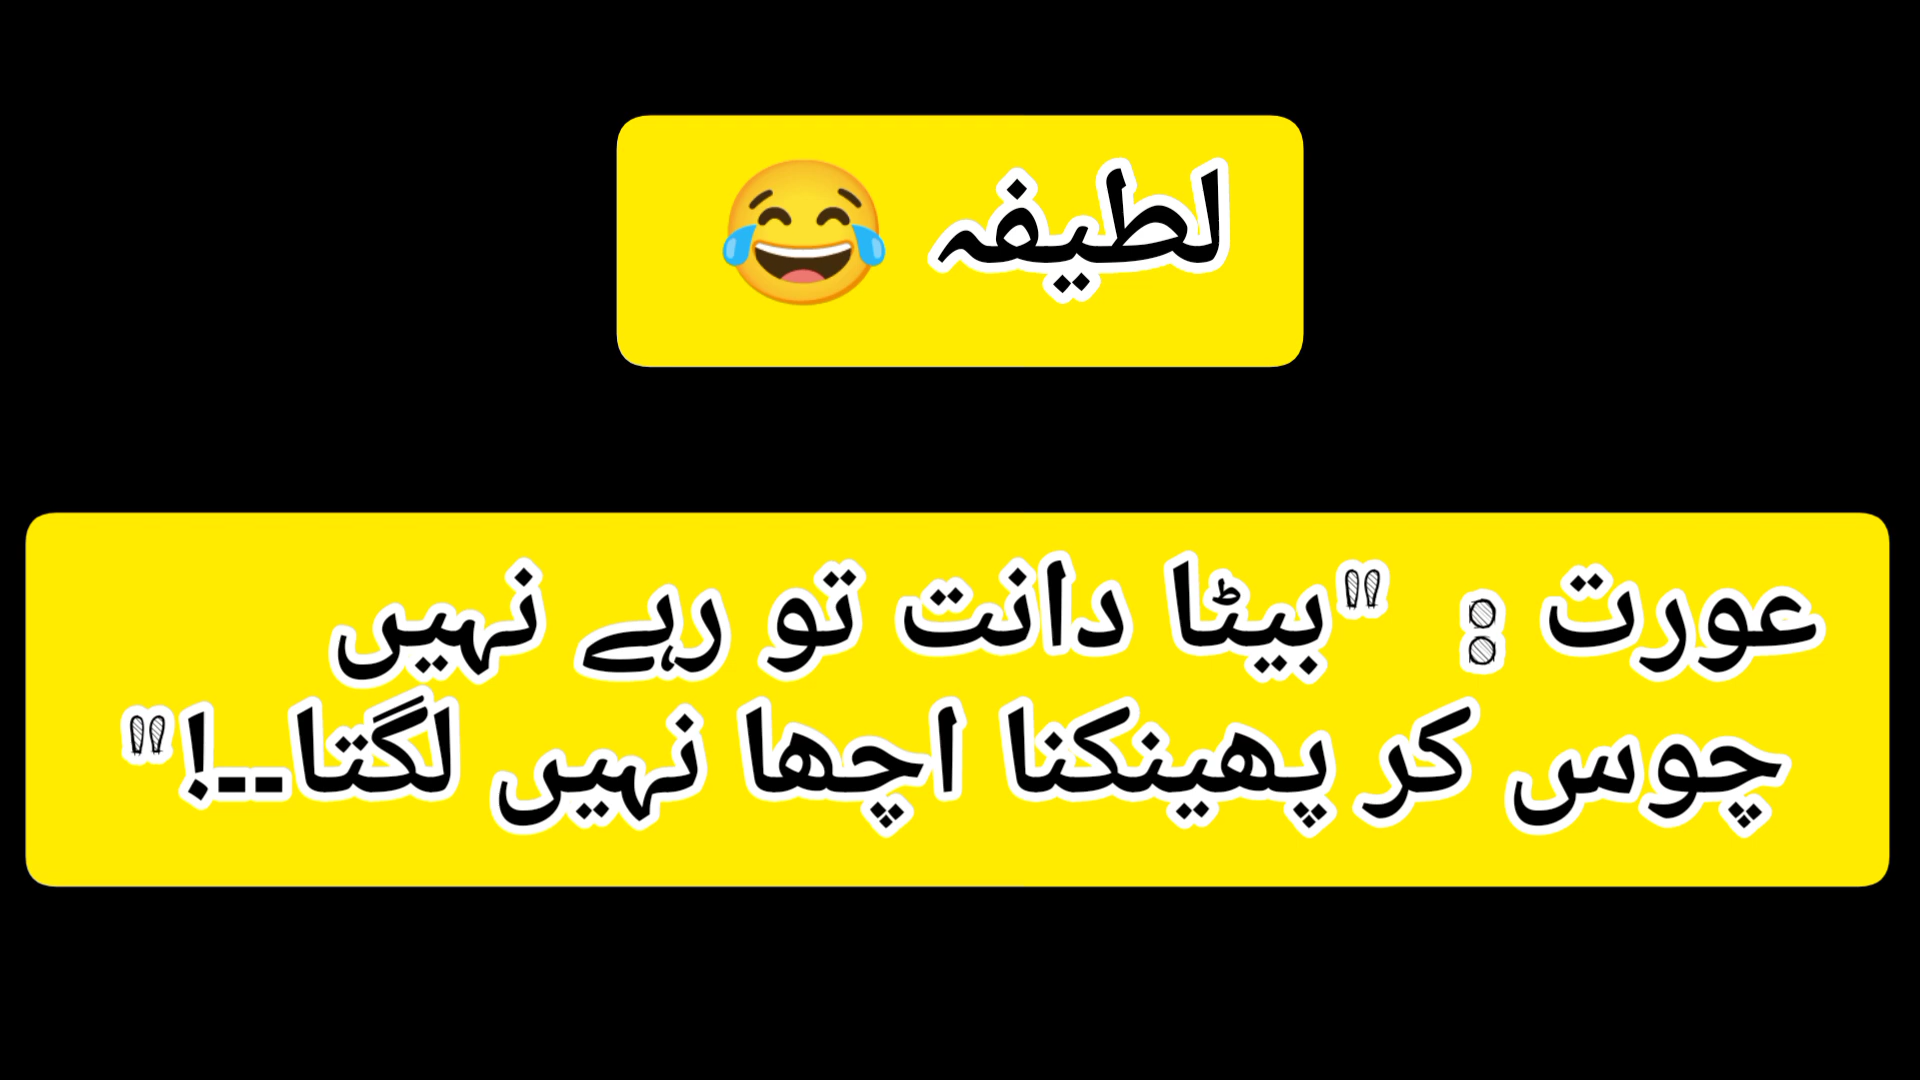 لطیفہ 😂
عورت : "بیٹا دانت تو رہے نہیں
چوس کر پھینکنا اچھا نہیں لگتا--!"